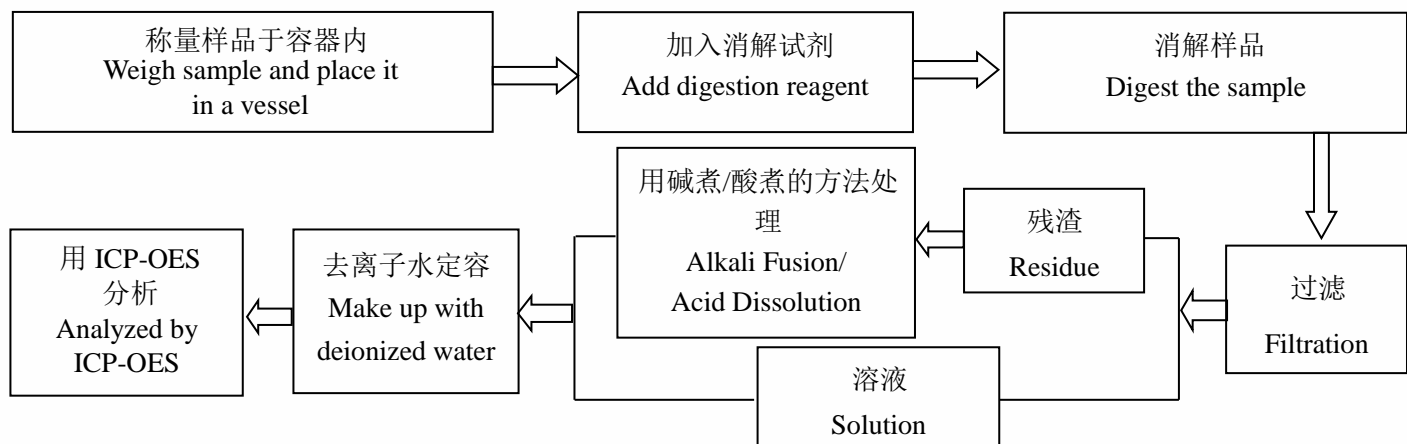 称量样品于容器内
Weigh sample and place it
in a vessel
加入消解试剂
Add digestion reagent
消解样品
Digest the sample
过滤
Filtration
残渣
Residue
用碱煮/酸煮的方法处
理
Alkali Fusion/
Acid Dissolution
溶液
Solution
去离子水定容
Make up with
deionized water
用 ICP-OES
分析
Analyzed by
ICP-OES